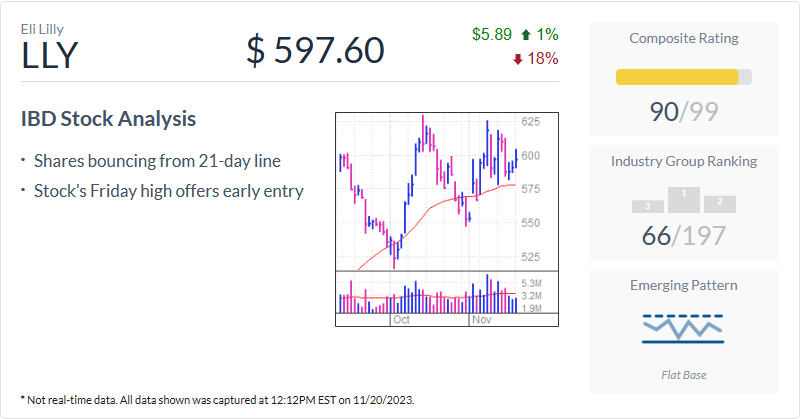 Eli Lilly
LLY
$ 597.60
$5.89 1%
18%
IBD Stock Analysis
• Shares bouncing from 21-day line
• Stock's Friday high offers early entry
625
600
575
550
525
5.3M
3.2M
1.9M
Oct Nov
Composite Rating
90/99
Industry Group Ranking
3 1 2
66/197
Emerging Pattern
Flat Base
* Not real-time data. All data shown was captured at 12:12PM EST on 11/20/2023.